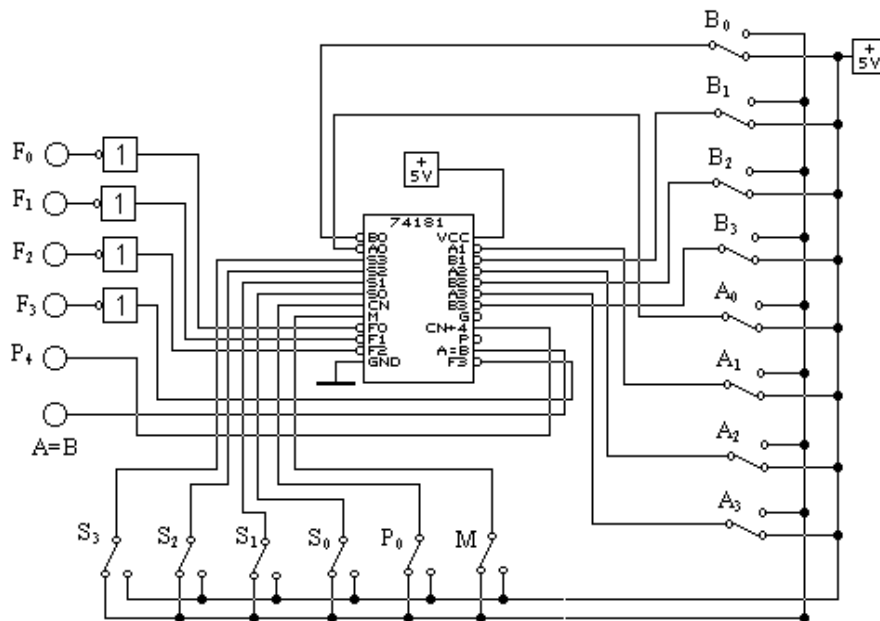 B0
+
5V
B1
F0
1
F1
1
B2
+
5V
F2
1
74181
B3
F3
1
B0 VCC
A0 A1
S3 B1
S2 A2
S1 B2
S0 A3
CN B3
M G
F0 CN+4
F1 P
F2 A=B
GND F3
A0
P4
A1
A=B
A2
A3
S3 S2 S1 S0 P0 M